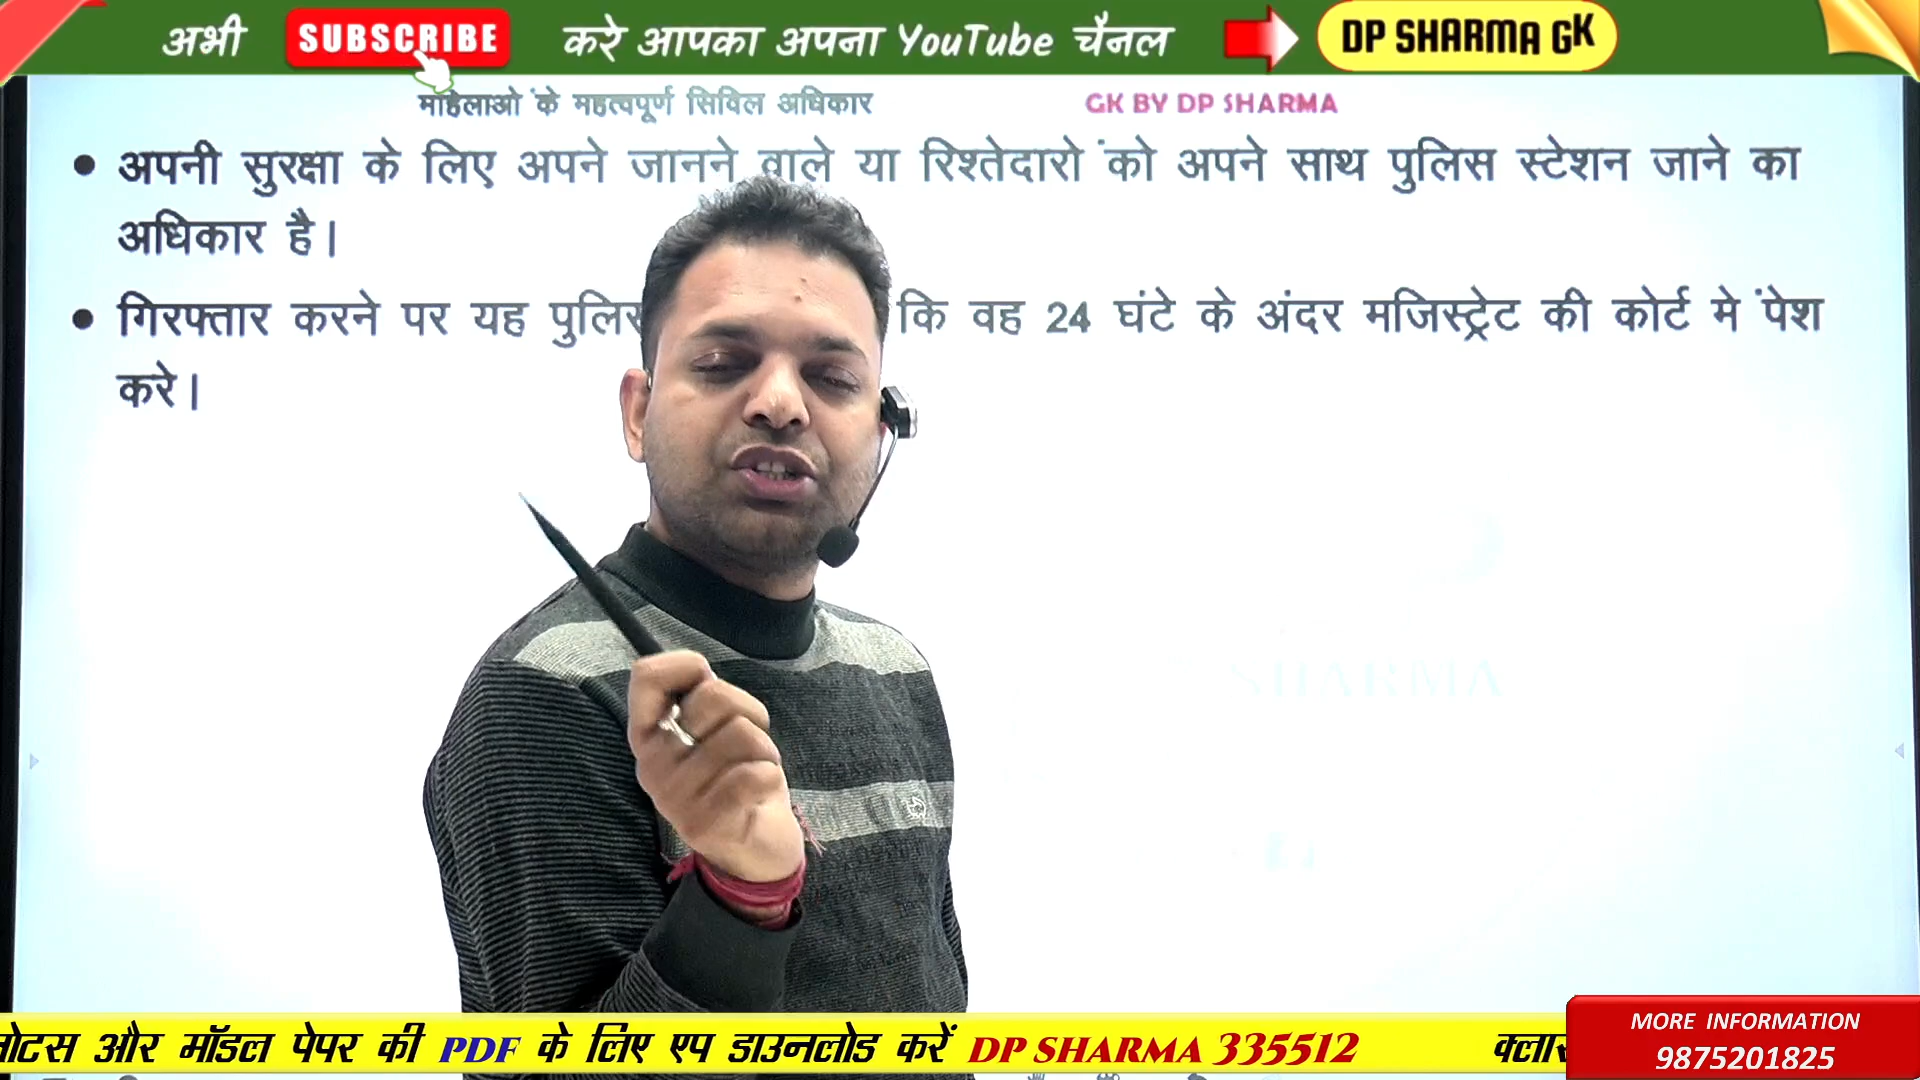 अभी SUBSCRIBE करे आपका अपना YouTube चैनल DP SHARMA GK
महिलाओं के महत्वपूर्ण सिविल अधिकार GK BY DP SHARMA
• अपनी सुरक्षा के लिए अपने जानने वाले या रिश्तेदारों को अपने साथ पुलिस स्टेशन जाने का
अधिकार है।
• गिरफ्तार करने पर यह कि वह 24 घंटे के अंदर मजिस्ट्रेट की कोर्ट में पेश
करे।
SHARMA
और मॉडल पेपर की PDF के लिए एप डाउनलोड करें DP SHARMA 335512
MORE INFORMATION
9875201825